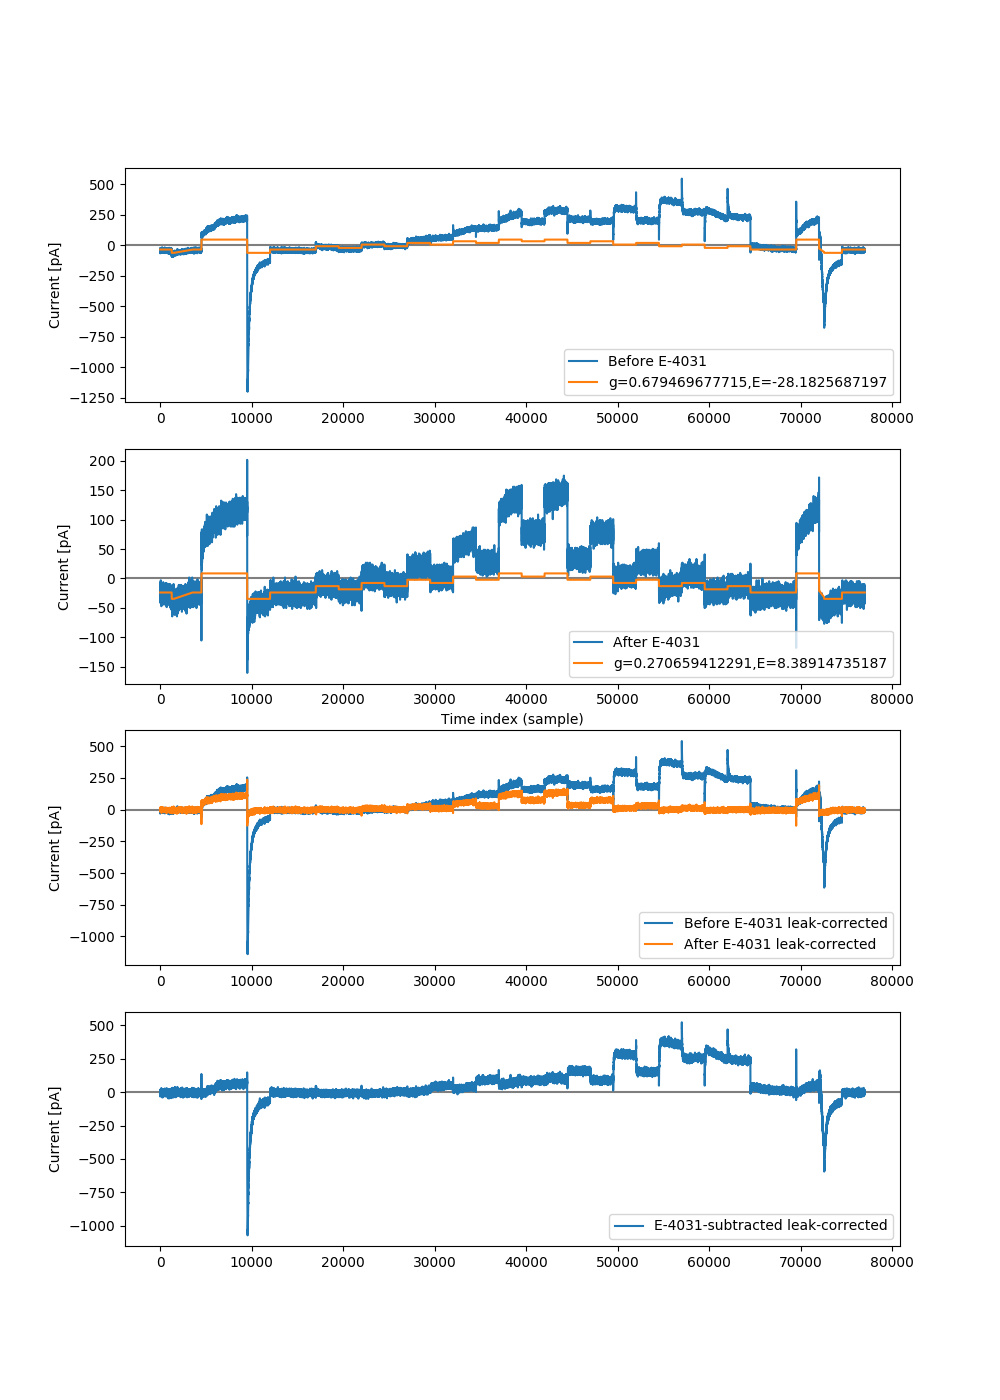 500
250
0
−250
−500
−750
−1000
−1250
Current [pA]
Before E-4031
g=0.679469677715,E=-28.1825687197
0 10000 20000 30000 40000 50000 60000 70000 80000
200
150
100
50
0
−50
−100
−150
Current [pA]
After E-4031
g=0.270659412291,E=8.38914735187
0 10000 20000 30000 40000 50000 60000 70000 80000
Time index (sample)
500
250
0
−250
−500
−750
−1000
Current [pA]
Before E-4031 leak-corrected
After E-4031 leak-corrected
0 10000 20000 30000 40000 50000 60000 70000 80000
500
250
0
−250
−500
−750
−1000
Current [pA]
E-4031-subtracted leak-corrected
0 10000 20000 30000 40000 50000 60000 70000 80000